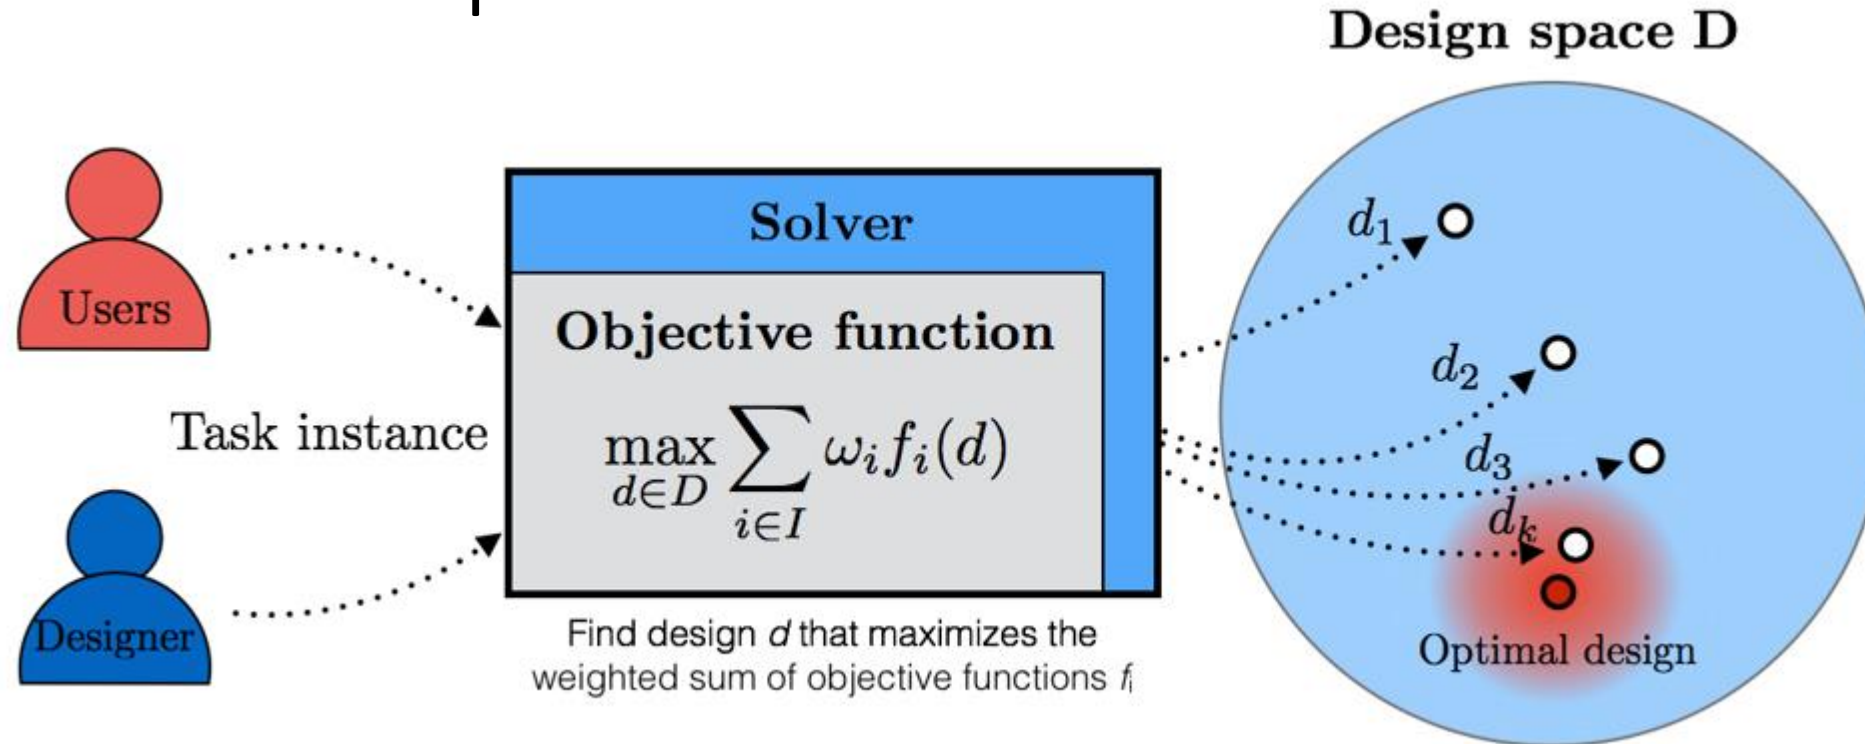 Design space D
Users
Task instance
Designer
Solver
Objective function
max ∑ ωᵢfᵢ(d)
d∈D i∈I
Find design d that maximizes the
weighted sum of objective functions fᵢ
d₁
d₂
d₃
dₖ
Optimal design